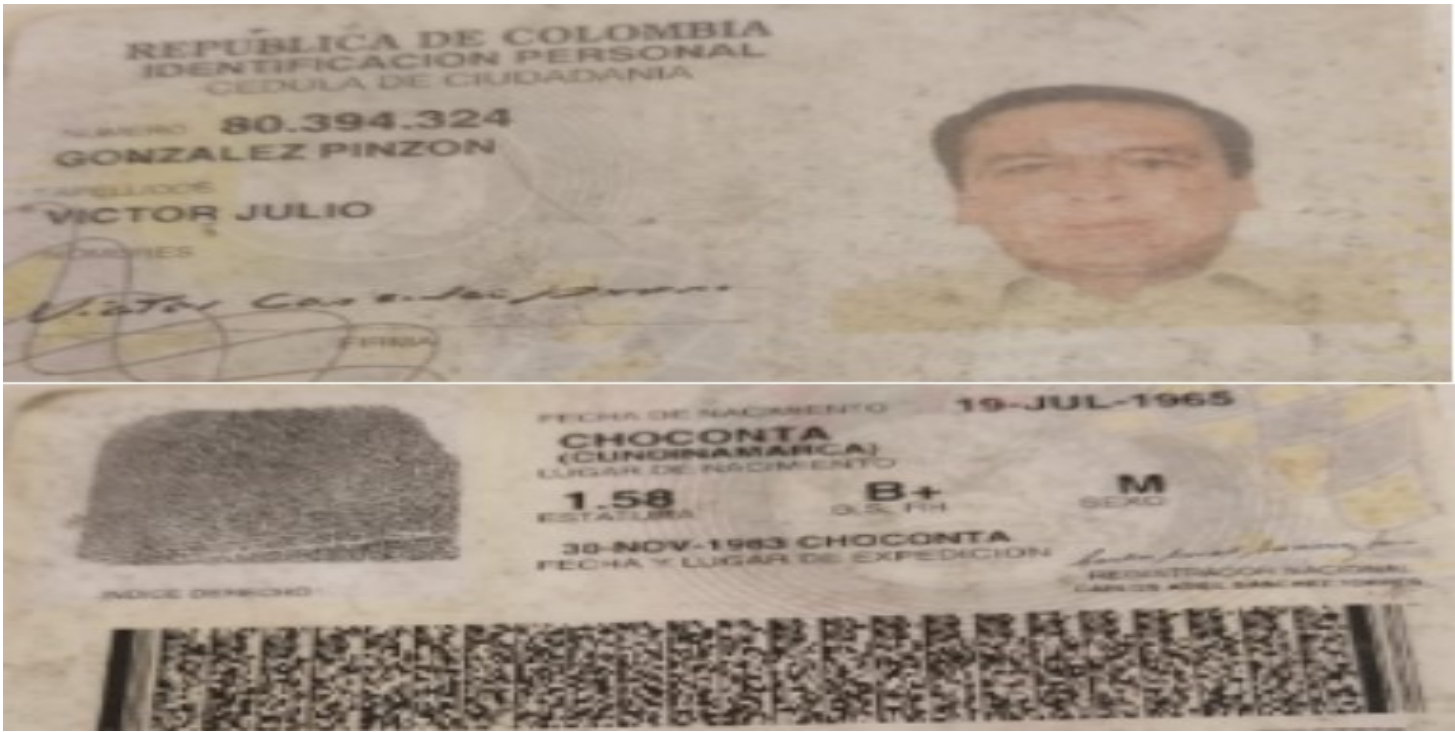 REPUBLICA DE COLOMBIA
IDENTIFICACION PERSONAL
CEDULA DE CIUDADANIA
NUMERO 80.394.324
GONZALEZ PINZON
APELLIDOS
VICTOR JULIO
NOMBRES
FIRMA
FECHA DE NACIMIENTO 19-JUL-1965
CHOCONTA
(CUNDINAMARCA)
LUGAR DE NACIMIENTO
1.58 B+ M
ESTATURA G.S. RH SEXO
30-NOV-1983 CHOCONTA
FECHA Y LUGAR DE EXPEDICION
INDICE DERECHO
REGISTRADOR NACIONAL
CARLOS ARIEL SANCHEZ TORRES